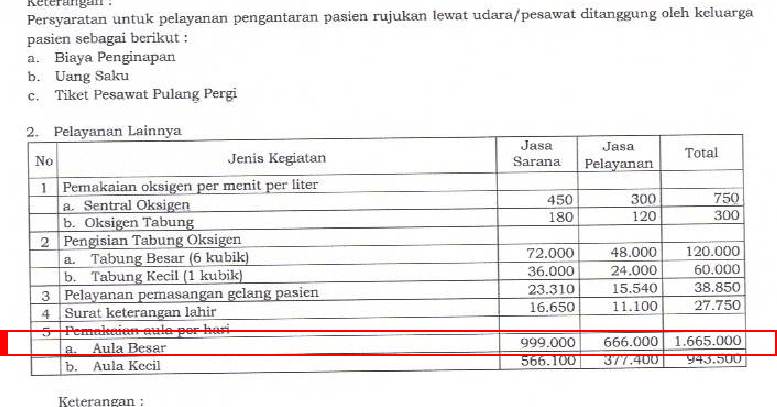 Keterangan :
Persyaratan untuk pelayanan pengantaran pasien rujukan lewat udara/pesawat ditanggung oleh keluarga
pasien sebagai berikut :
a. Biaya Penginapan
b. Uang Saku
c. Tiket Pesawat Pulang Pergi
2. Pelayanan Lainnya
No Jenis Kegiatan Jasa Sarana Jasa Pelayanan Total
1 Pemakaian oksigen per menit per liter
a. Sentral Oksigen 450 300 750
b. Oksigen Tabung 180 120 300
2 Pengisian Tabung Oksigen
a. Tabung Besar (6 kubik) 72.000 48.000 120.000
b. Tabung Kecil (1 kubik) 36.000 24.000 60.000
3 Pelayanan pemasangan gelang pasien 23.310 15.540 38.850
4 Surat keterangan lahir 16.650 11.100 27.750
5 Pemakaian aula per hari
a. Aula Besar 999.000 666.000 1.665.000
b. Aula Kecil 566.100 377.400 943.500
Keterangan :